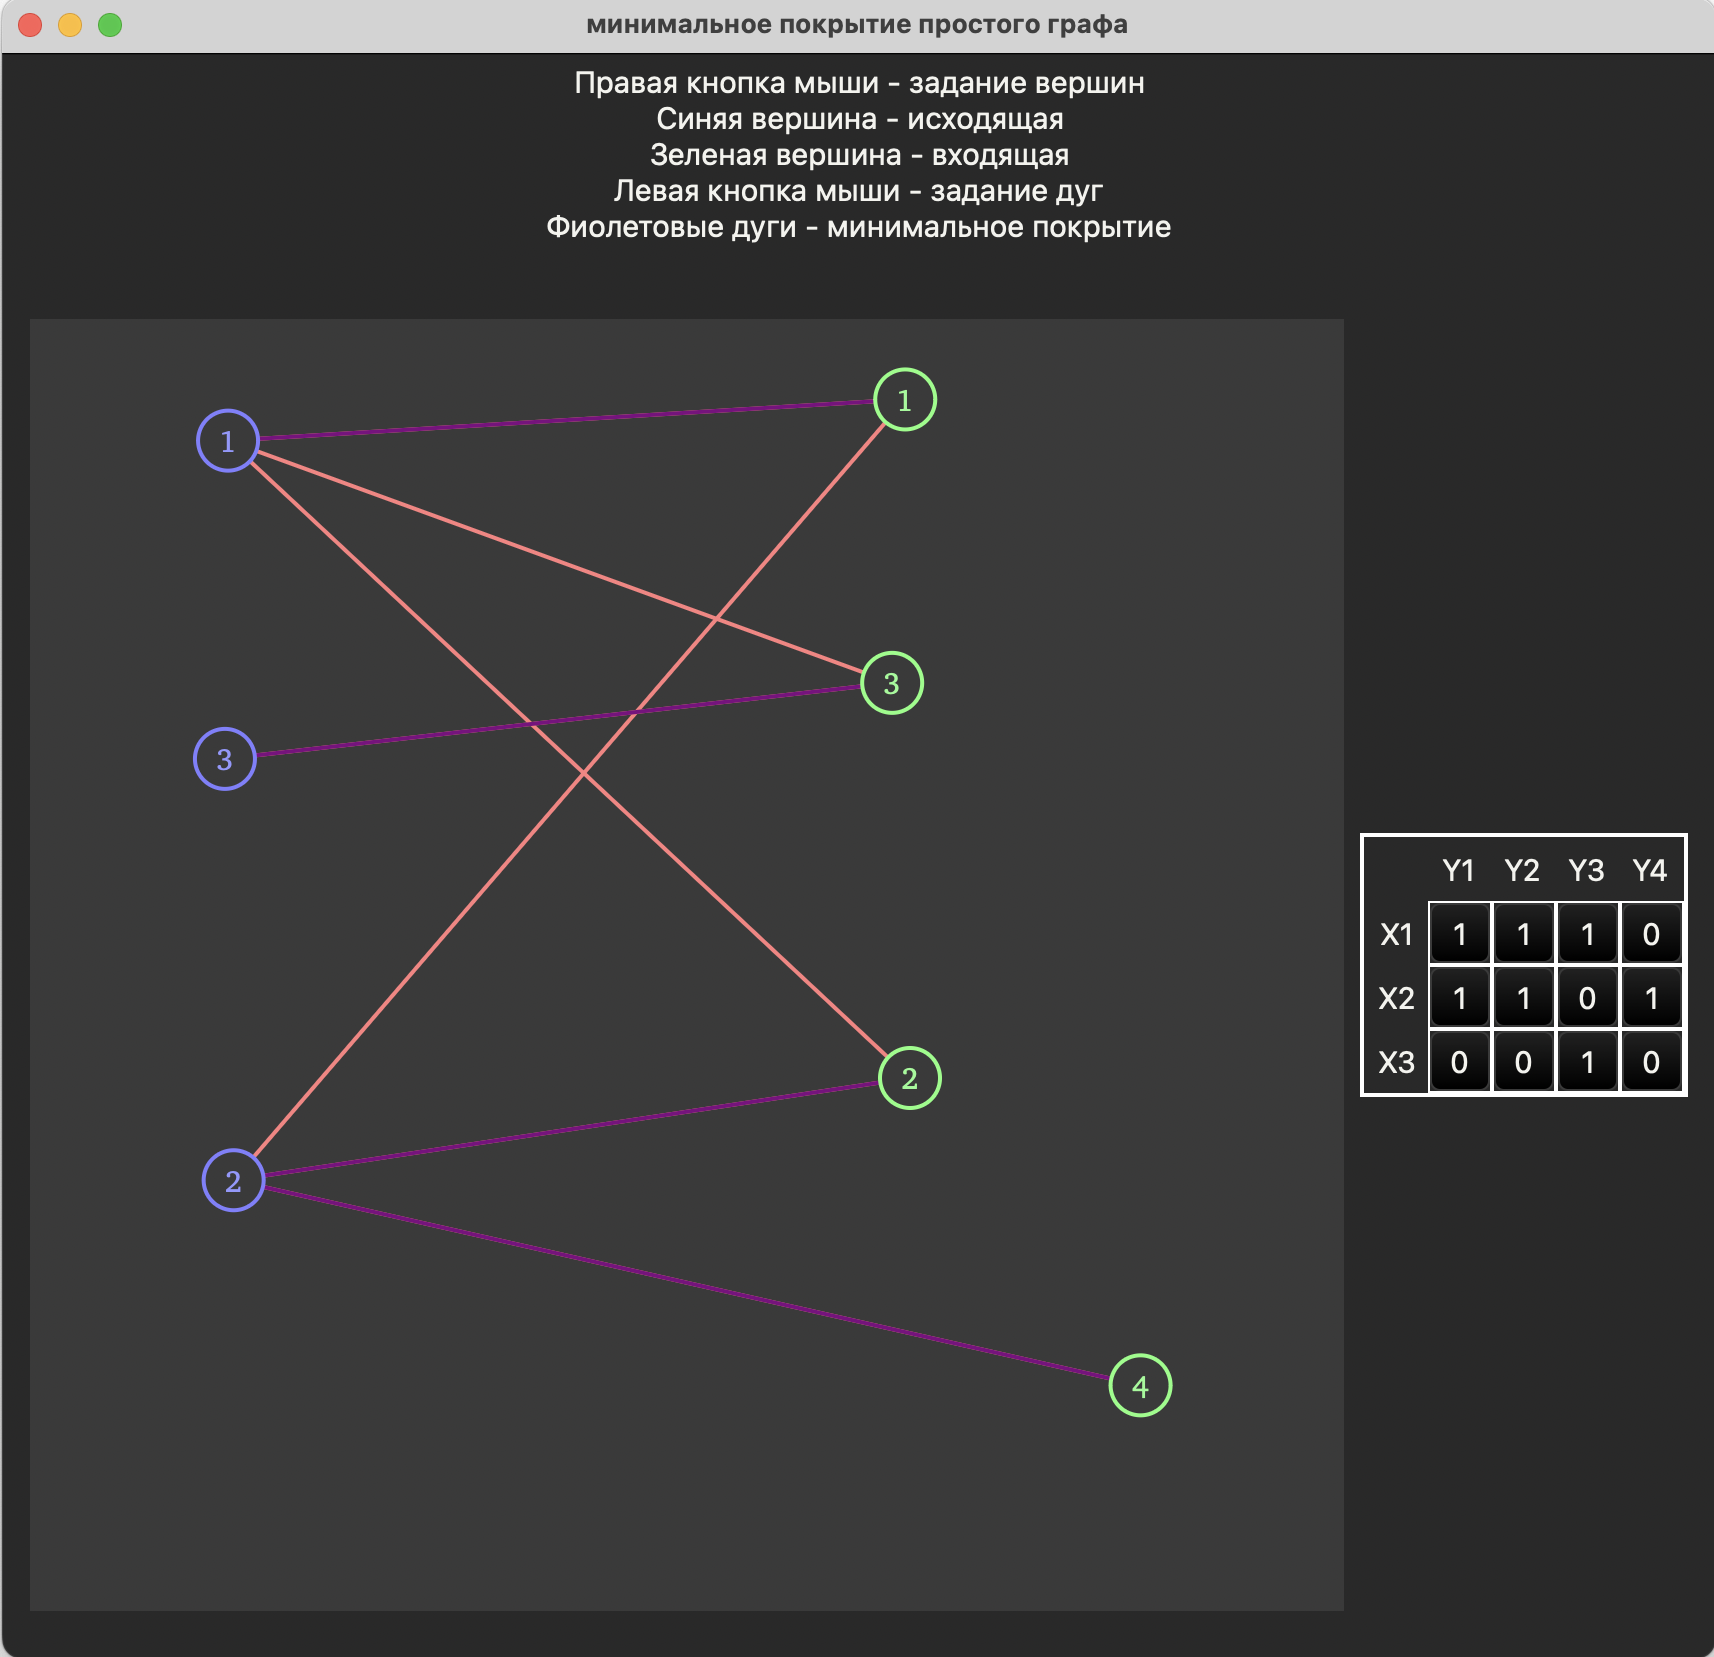 минимальное покрытие простого графа
Правая кнопка мыши - задание вершин
Синяя вершина - исходящая
Зеленая вершина - входящая
Левая кнопка мыши - задание дуг
Фиолетовые дуги - минимальное покрытие
1
1
3
3
2
2
4
Y1 Y2 Y3 Y4
X1 1 1 1 0
X2 1 1 0 1
X3 0 0 1 0